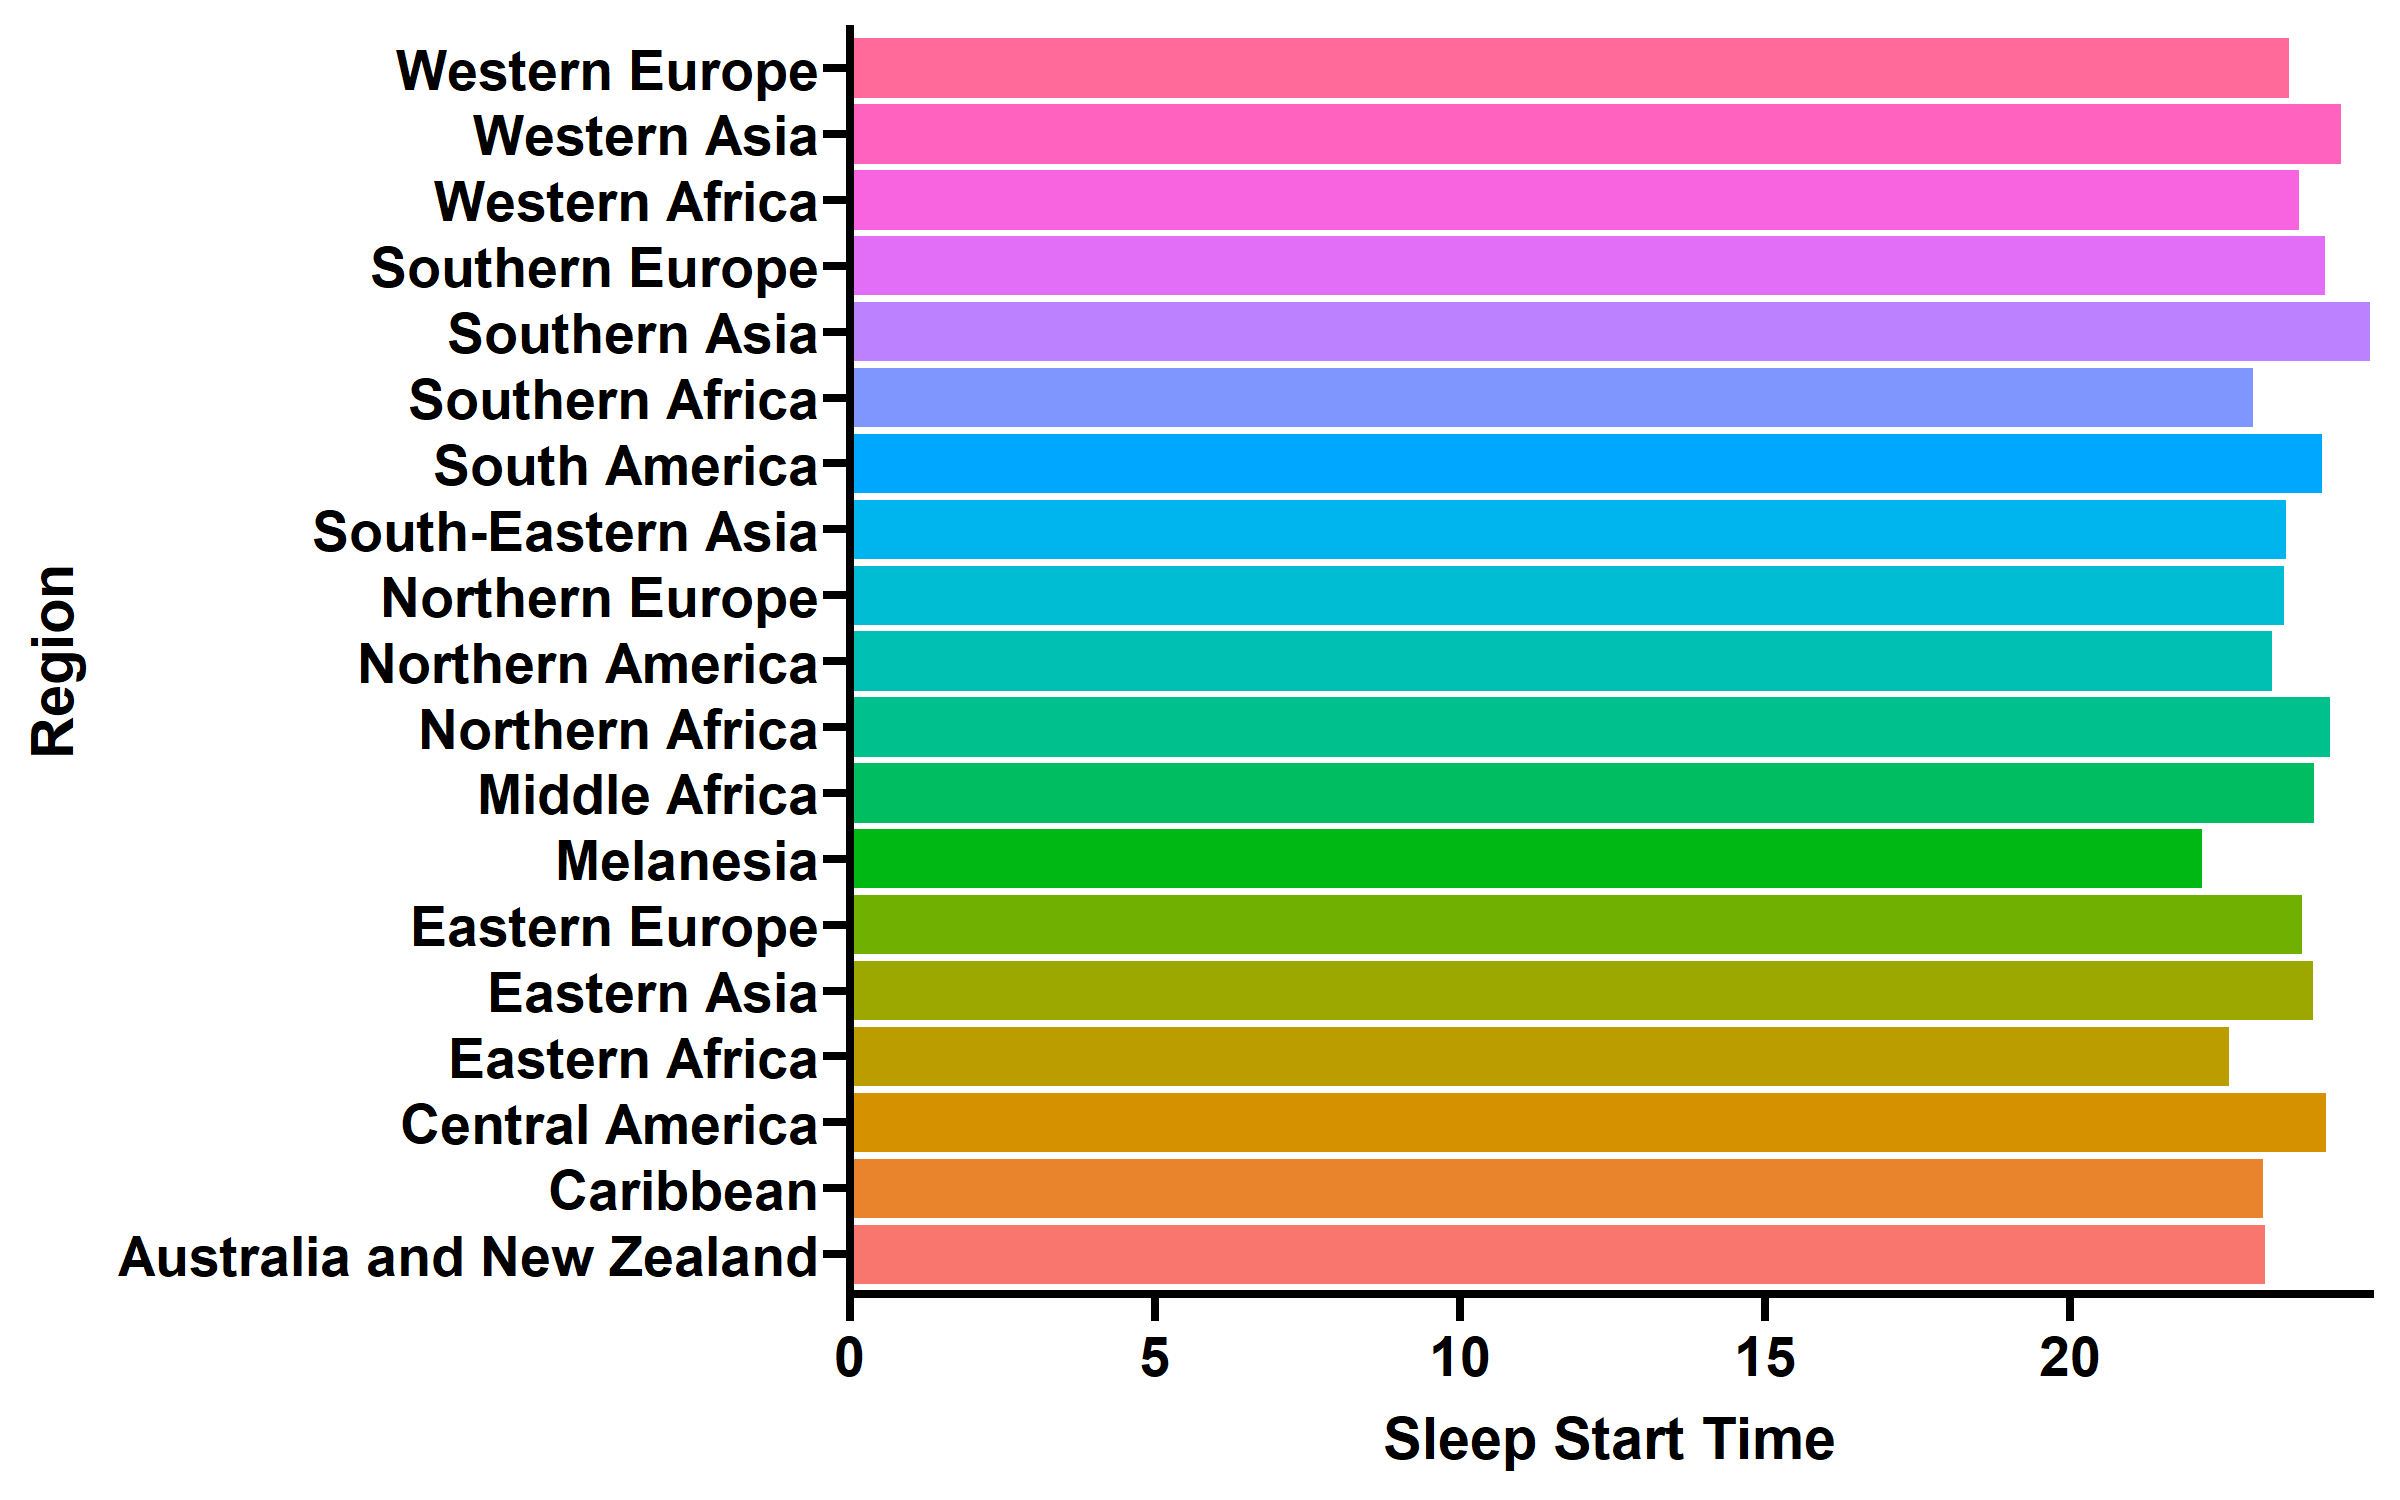 Western Europe
Western Asia
Western Africa
Southern Europe
Southern Asia
Southern Africa
South America
South-Eastern Asia
Northern Europe
Northern America
Northern Africa
Middle Africa
Melanesia
Eastern Europe
Eastern Asia
Eastern Africa
Central America
Caribbean
Australia and New Zealand
Region
0 5 10 15 20
Sleep Start Time